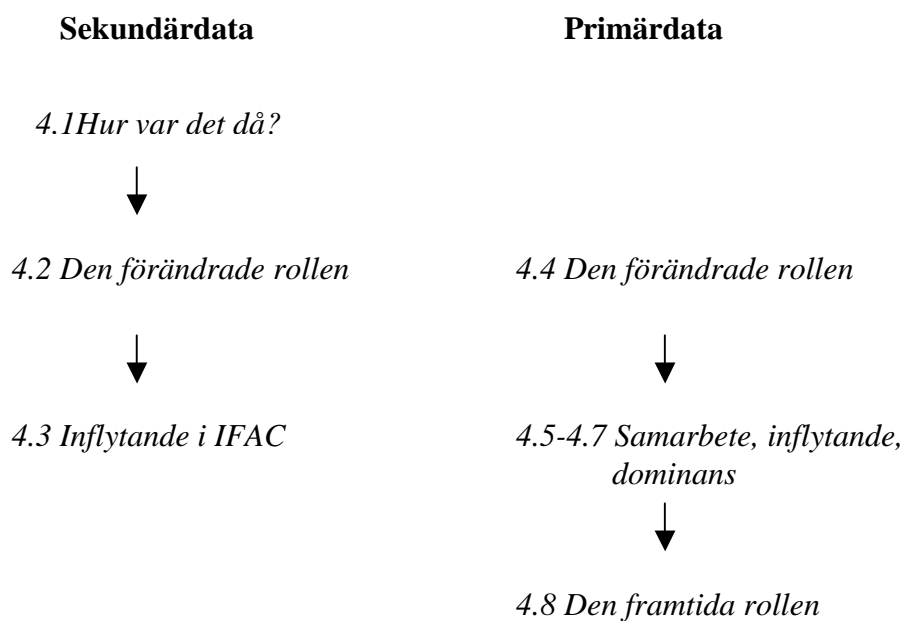 Sekundärdata
Primärdata
4.1Hur var det då?
4.2 Den förändrade rollen
4.4 Den förändrade rollen
4.3 Inflytande i IFAC
4.5-4.7 Samarbete, inflytande,
dominans
4.8 Den framtida rollen